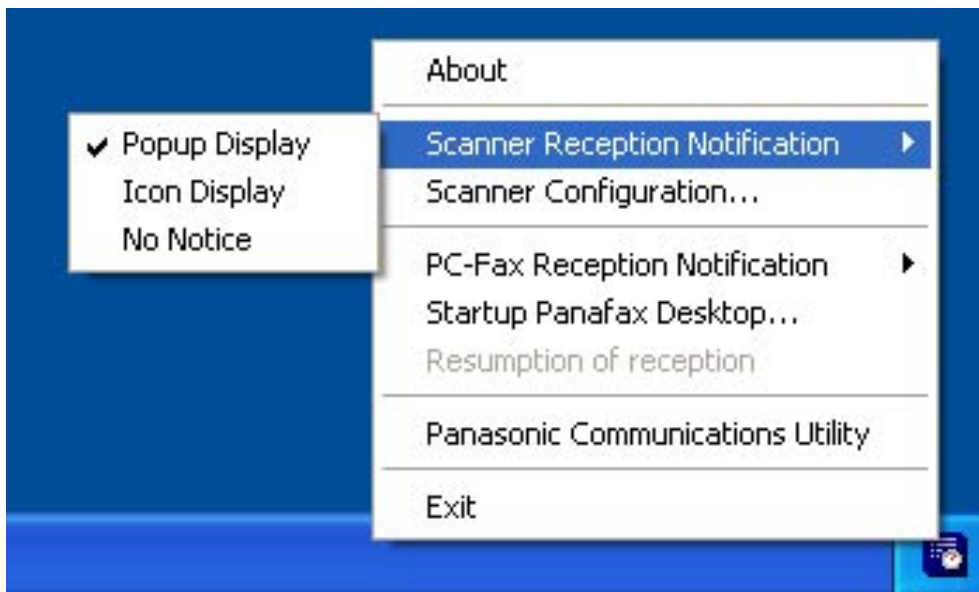 About
Scanner Reception Notification
Popup Display
Icon Display
No Notice
Scanner Configuration...
PC-Fax Reception Notification
Startup Panafax Desktop...
Resumption of reception
Panasonic Communications Utility
Exit